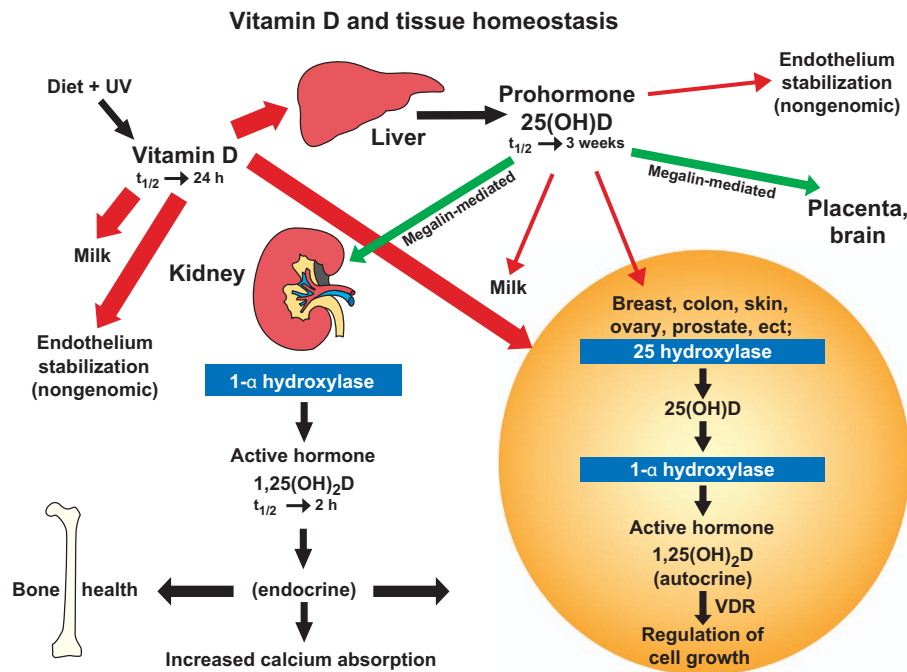 Vitamin D and tissue homeostasis
Diet + UV
Vitamin D
t1/2 → 24 h
Milk
Endothelium
stabilization
(nongenomic)
Liver
Prohormone
25(OH)D
t1/2 → 3 weeks
Endothelium
stabilization
(nongenomic)
Megalin-mediated
Placenta,
brain
Megalin-mediated
Milk
Kidney
1-α hydroxylase
Active hormone
1,25(OH)2D
t1/2 → 2 h
(endocrine)
Bone health
Increased calcium absorption
Breast, colon, skin,
ovary, prostate, ect;
25 hydroxylase
25(OH)D
1-α hydroxylase
Active hormone
1,25(OH)2D
(autocrine)
VDR
Regulation of
cell growth